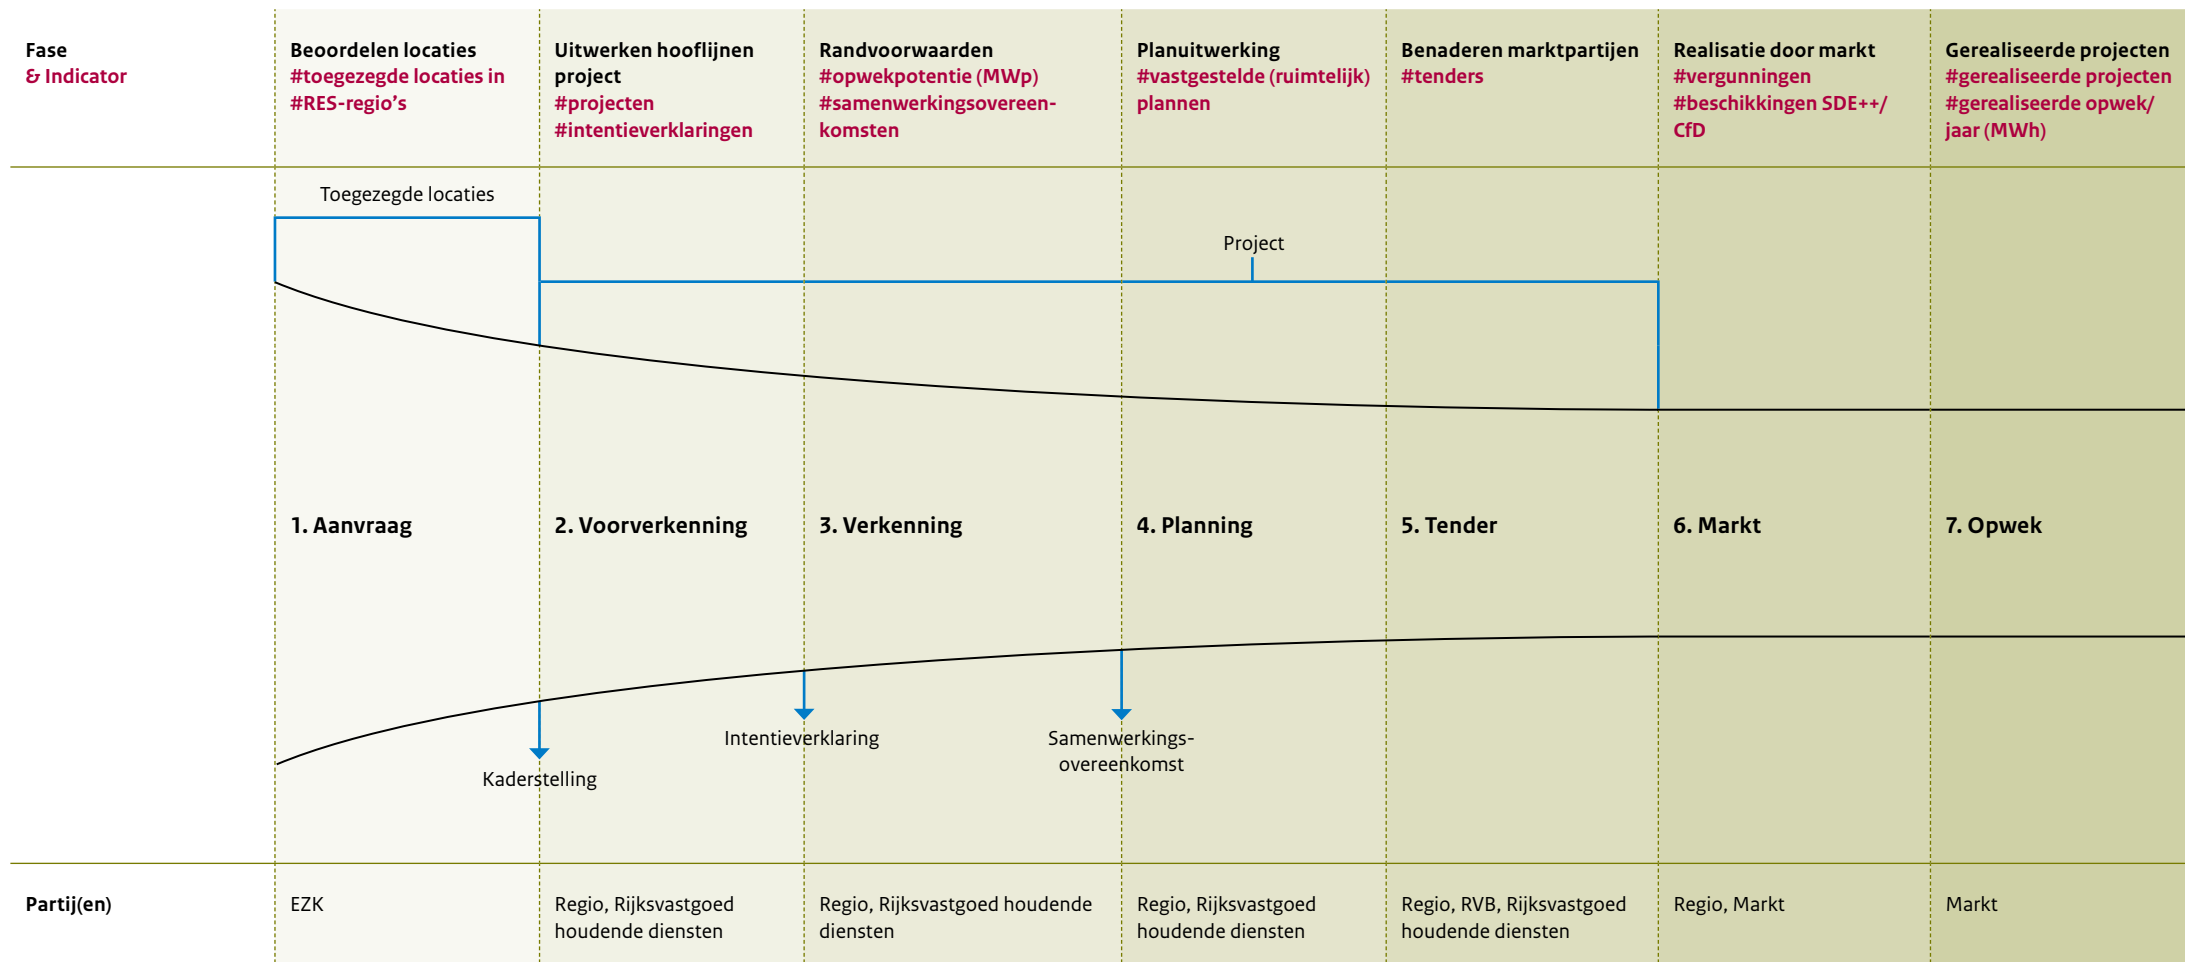 Fase
& Indicator
Beoordelen locaties
#toegezegde locaties in
#RES-regio’s
Uitwerken hooflijnen
project
#projecten
#intentieverklaringen
Randvoorwaarden
#opwekpotentie (MWp)
#samenwerkingsovereen-
komsten
Planuitwerking
#vastgestelde (ruimtelijk)
plannen
Benaderen marktpartijen
#tenders
Realisatie door markt
#vergunningen
#beschikkingen SDE++/
CfD
Gerealiseerde projecten
#gerealiseerde projecten
#gerealiseerde opwek/
jaar (MWh)
Toegezegde locaties
Project
1. Aanvraag
2. Voorverkenning
3. Verkenning
4. Planning
5. Tender
6. Markt
7. Opwek
Kaderstelling
Intentieverklaring
Samenwerkings-
overeenkomst
Partij(en)
EZK
Regio, Rijksvastgoed
houdende diensten
Regio, Rijksvastgoed houdende
diensten
Regio, Rijksvastgoed
houdende diensten
Regio, RVB, Rijksvastgoed
houdende diensten
Regio, Markt
Markt